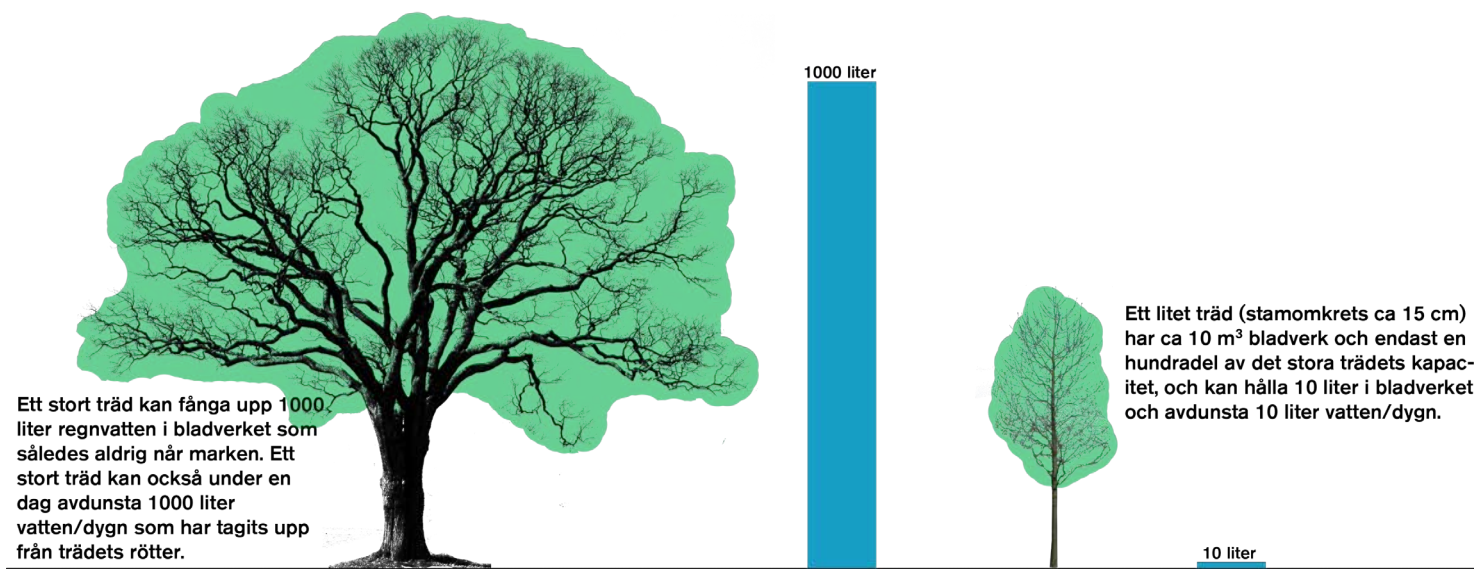 1000 liter
Ett litet träd (stamomkrets ca 15 cm)
har ca 10 m³ bladverk och endast en
hundradel av det stora trädets kapac-
itet, och kan hålla 10 liter i bladverket
och avdunsta 10 liter vatten/dygn.
Ett stort träd kan fånga upp 1000
liter regnvatten i bladverket som
således aldrig når marken. Ett
stort träd kan också under en
dag avdunsta 1000 liter
vatten/dygn som har tagits upp
från trädets rötter.
10 liter